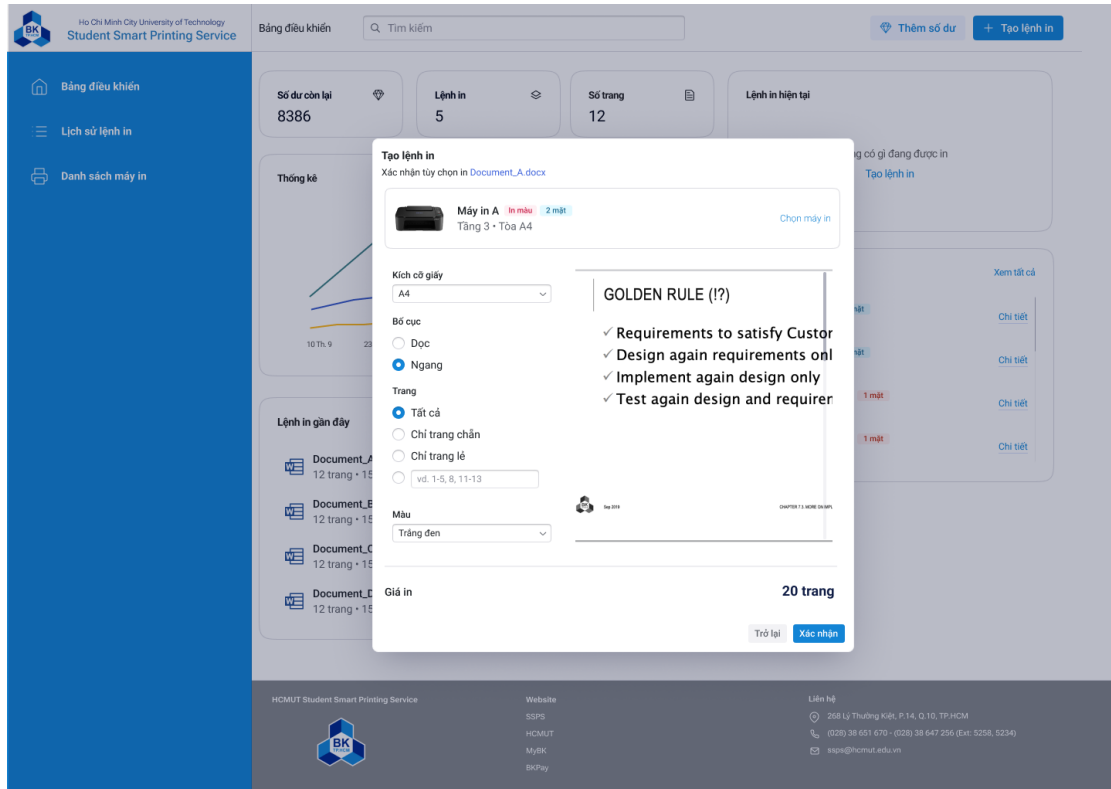 Ho Chi Minh City University of Technology
Student Smart Printing Service
Bảng điều khiển
Tìm kiếm
Thêm số dư
+ Tạo lệnh in
Bảng điều khiển
Lịch sử lệnh in
Danh sách máy in
Số dư còn lại
8386
Lệnh in
5
Số trang
12
Lệnh in hiện tại
có gì đang được in
Tạo lệnh in
Thống kê
10 Th. 9
Xem tất cả
Chi tiết
Chi tiết
1 mặt
Chi tiết
1 mặt
Chi tiết
Lệnh in gần đây
12 trang • 15
12 trang • 15
12 trang • 15
12 trang • 15
Tạo lệnh in
Xác nhận tùy chọn in Document_A.docx
Máy in A In màu 2 mặt
Tầng 3 • Tòa A4
Chọn máy in
Kích cỡ giấy
A4
Bố cục
Dọc
Ngang
Trang
Tất cả
Chỉ trang chẵn
Chỉ trang lẻ
vd. 1-5, 8, 11-13
Màu
Trắng đen
GOLDEN RULE (!?)
✓ Requirements to satisfy Custor
✓ Design again requirements onl
✓ Implement again design only
✓ Test again design and requirer
BK
Sep 2018
Giá in
20 trang
Trở lại
Xác nhận
HCMUT Student Smart Printing Service
BK
TP.HCM
Website
SSPS
HCMUT
MyBK
BKPay
Liên hệ
268 Lý Thường Kiệt, P.14, Q.10, TP.HCM
(028) 38 651 670 - (028) 38 647 256 (Ext: 5258, 5234)
ssps@hcmut.edu.vn